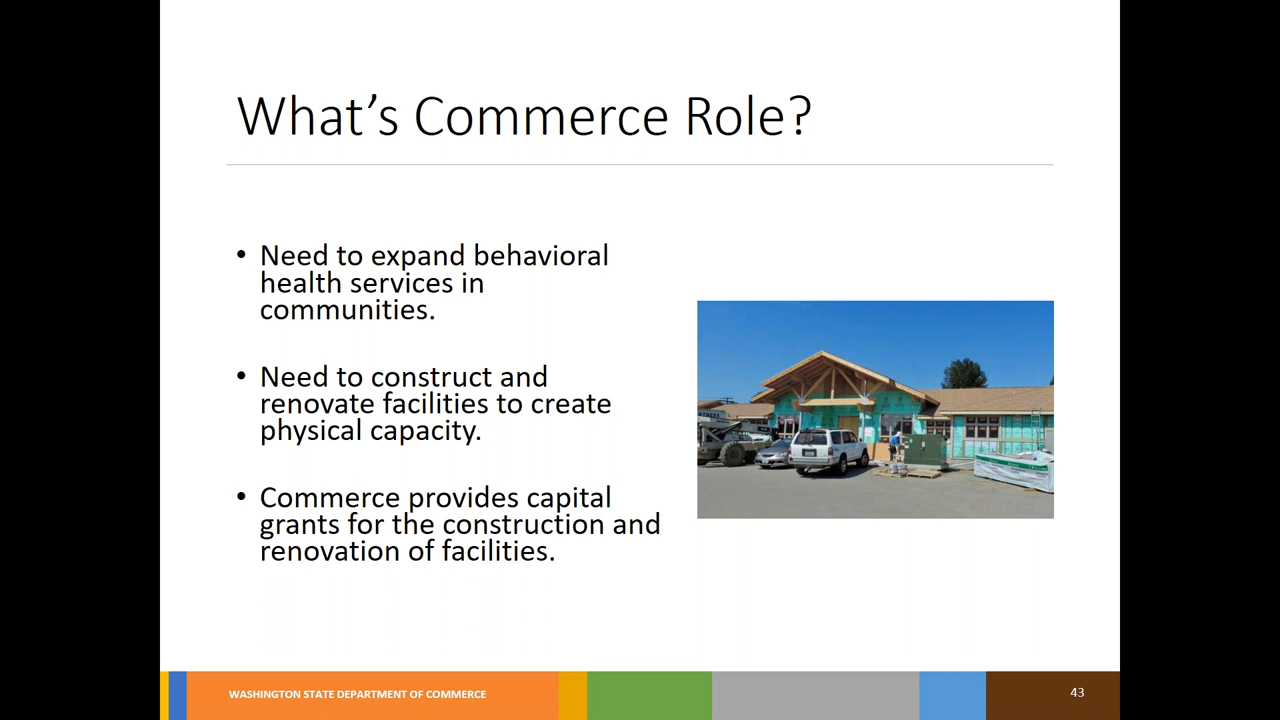 What's Commerce Role?
• Need to expand behavioral
health services in
communities.
• Need to construct and
renovate facilities to create
physical capacity.
• Commerce provides capital
grants for the construction and
renovation of facilities.
WASHINGTON STATE DEPARTMENT OF COMMERCE
43